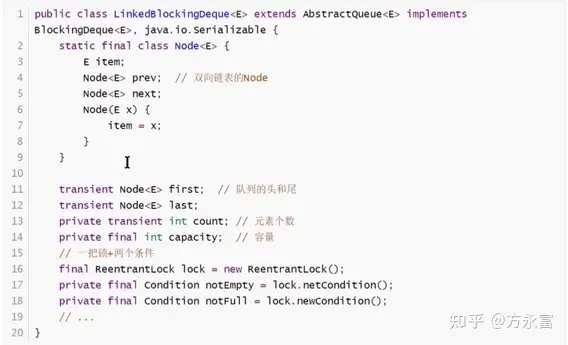 1 public class LinkedBlockingDeque<E> extends AbstractQueue<E> implements
BlockingDeque<E>, java.io.Serializable {
2 static final class Node<E> {
3 E item;
4 Node<E> prev; // 双向链表的Node
5 Node<E> next;
6 Node(E x) {
7 item = x;
8 }
9 }
10
11 transient Node<E> first; // 队列的头和尾
12 transient Node<E> last;
13 private transient int count; // 元素个数
14 private final int capacity; // 容量
15 // 一把锁+两个条件
16 final ReentrantLock lock = new ReentrantLock();
17 private final Condition notEmpty = lock.netCondition();
18 private final Condition notFull = lock.newCondition();
19 // ...
20 }
知乎 @方永富